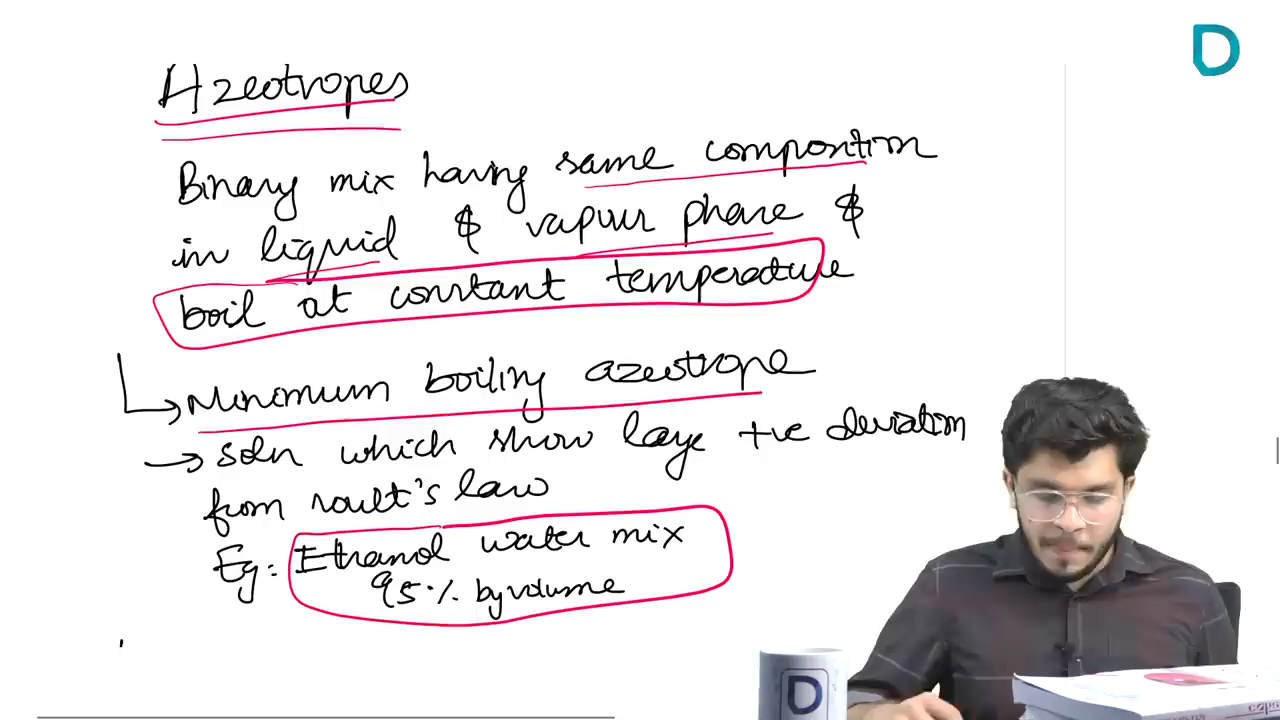 Azeotropes
Binary mix having same composition
in liquid & vapour phase &
boil at constant temperature
Minimum boiling azeotrope
→ soln which show large +ve deviation
from roult's law
Eg: Ethanol water mix
95% by volume
D
D